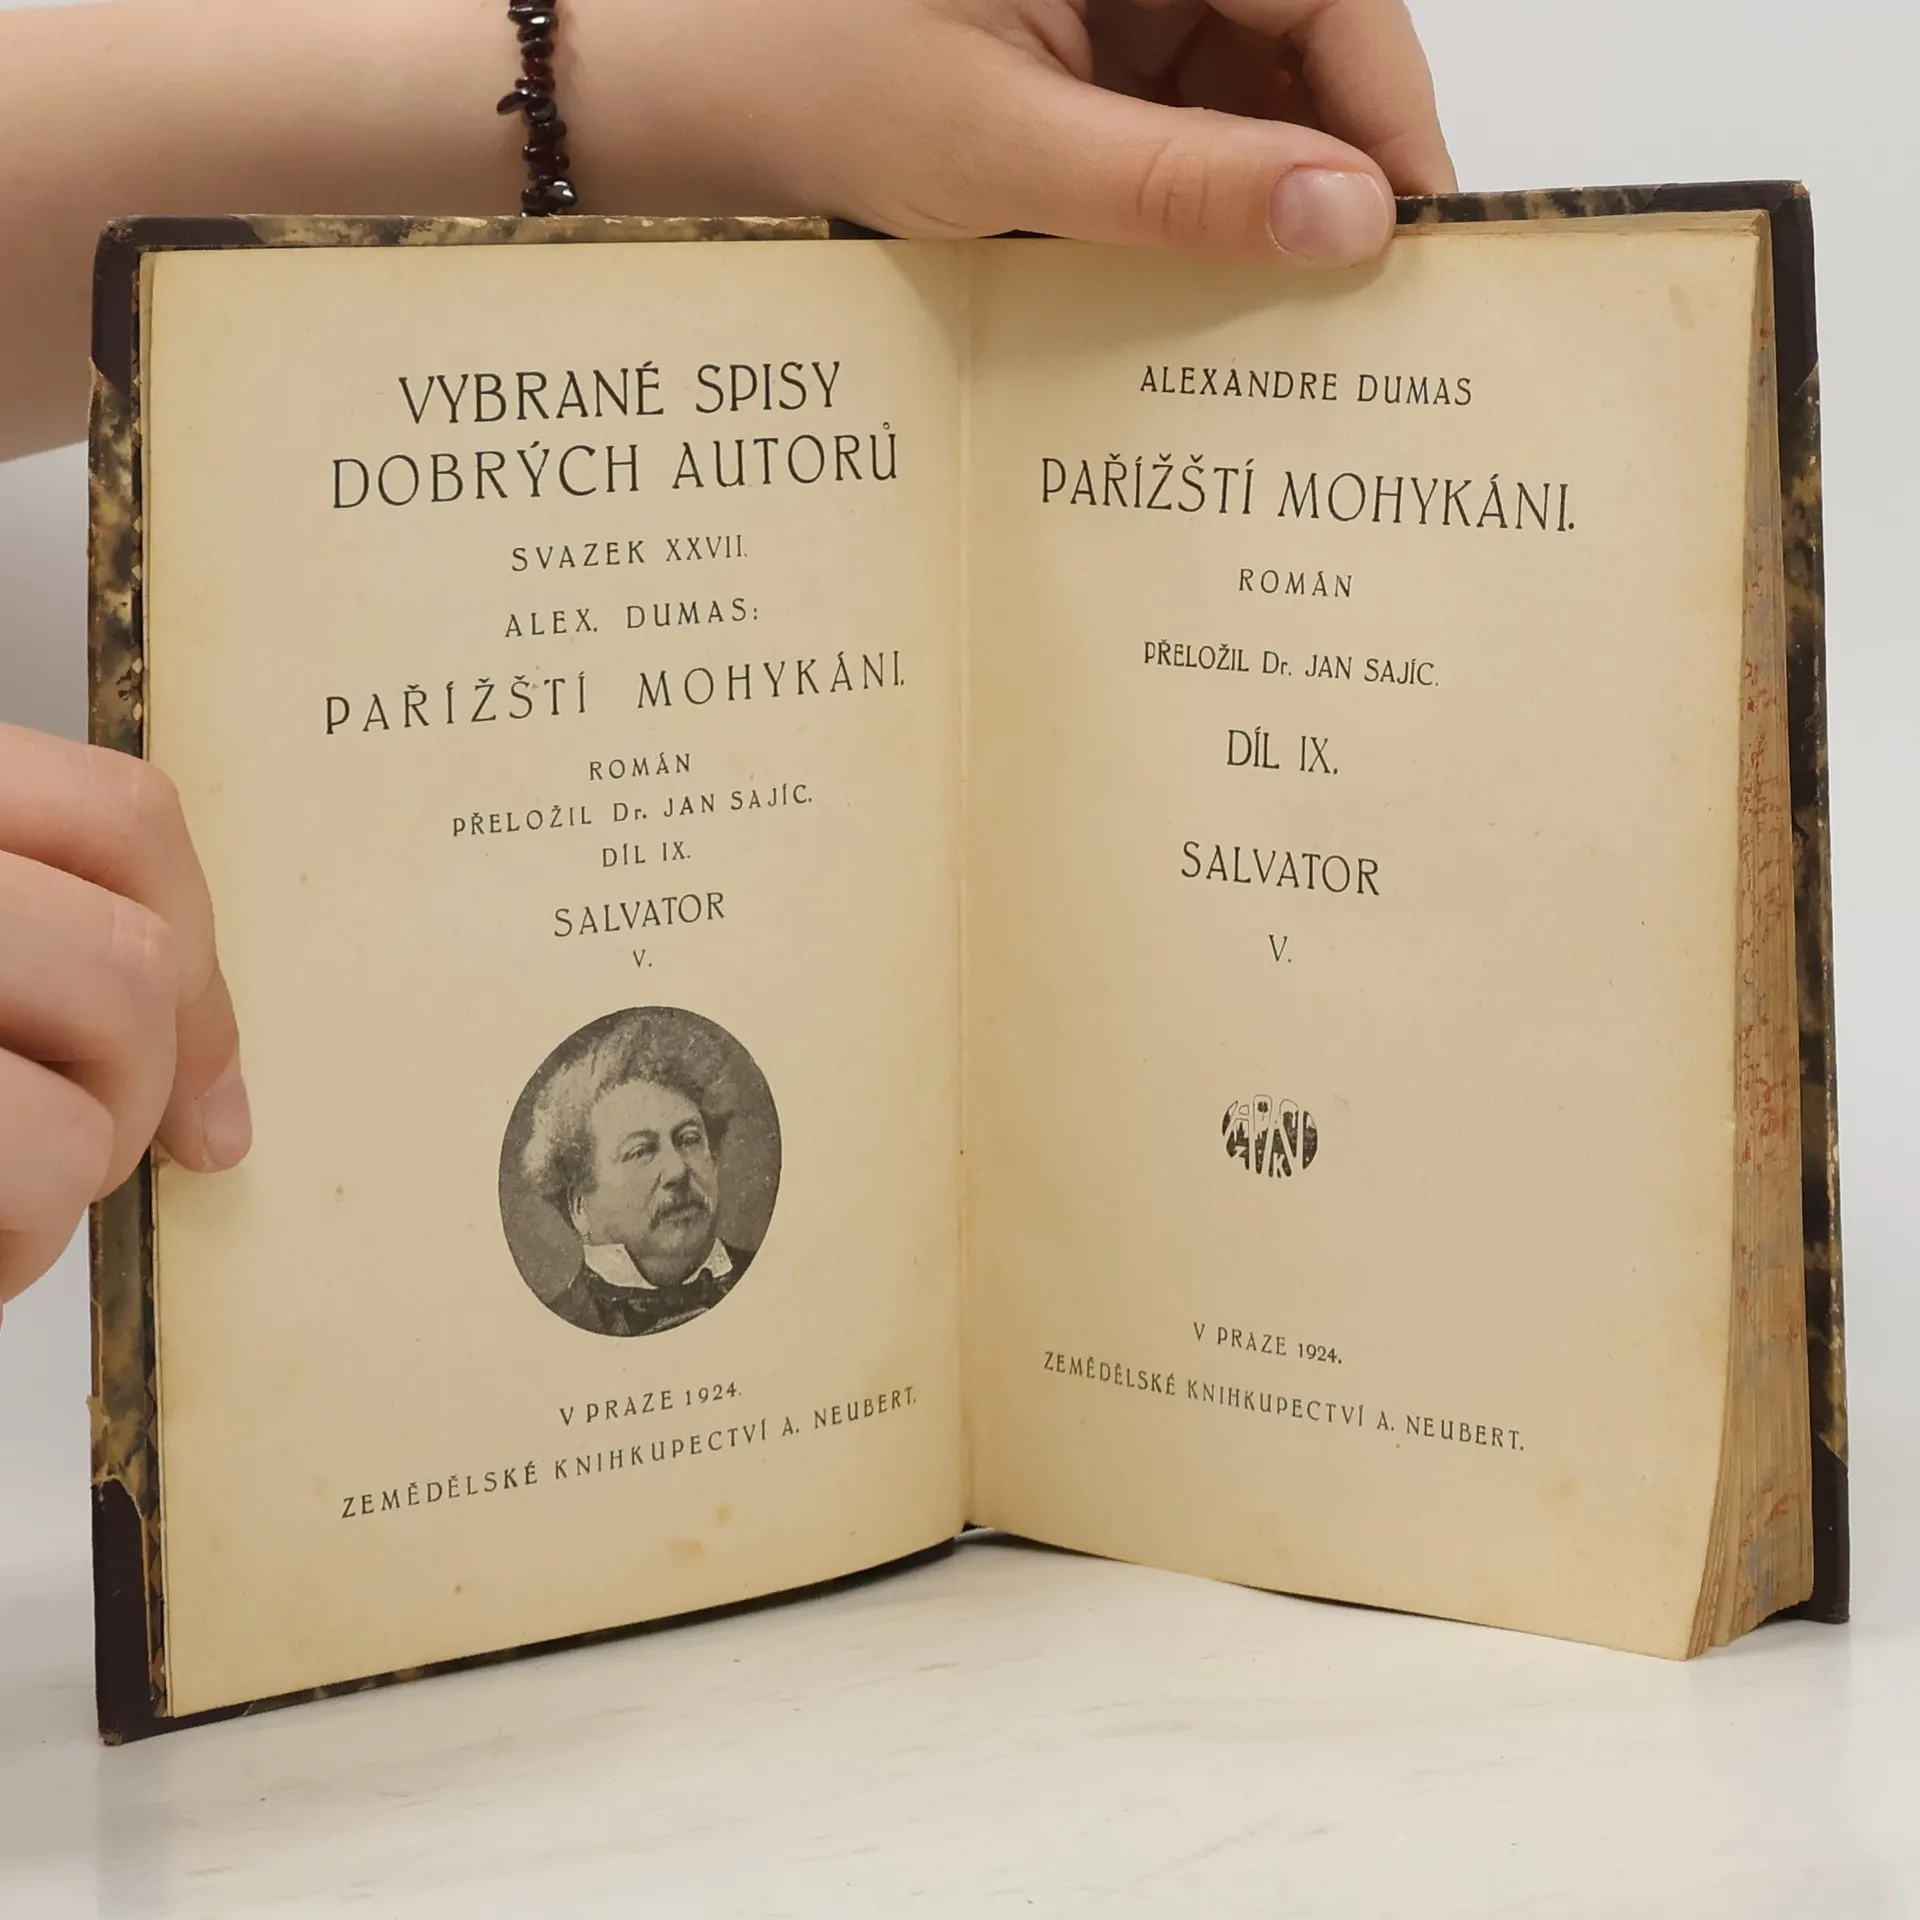 VYBRANÉ SPISY
DOBRÝCH AUTORŮ
SVAZEK XXVII.
ALEX. DUMAS:
PAŘÍŽŠTÍ MOHYKÁNI.
ROMÁN
PŘELOŽIL Dr. JAN SAJÍC.
DÍL IX.
SALVATOR
V.
V PRAZE 1924.
ZEMĚDĚLSKÉ KNIHKUPECTVÍ A. NEUBERT.
ALEXANDRE DUMAS
PAŘÍŽŠTÍ MOHYKÁNI.
ROMÁN
PŘELOŽIL Dr. JAN SAJÍC.
DÍL IX.
SALVATOR
V.
V PRAZE 1924.
ZEMĚDĚLSKÉ KNIHKUPECTVÍ A. NEUBERT.